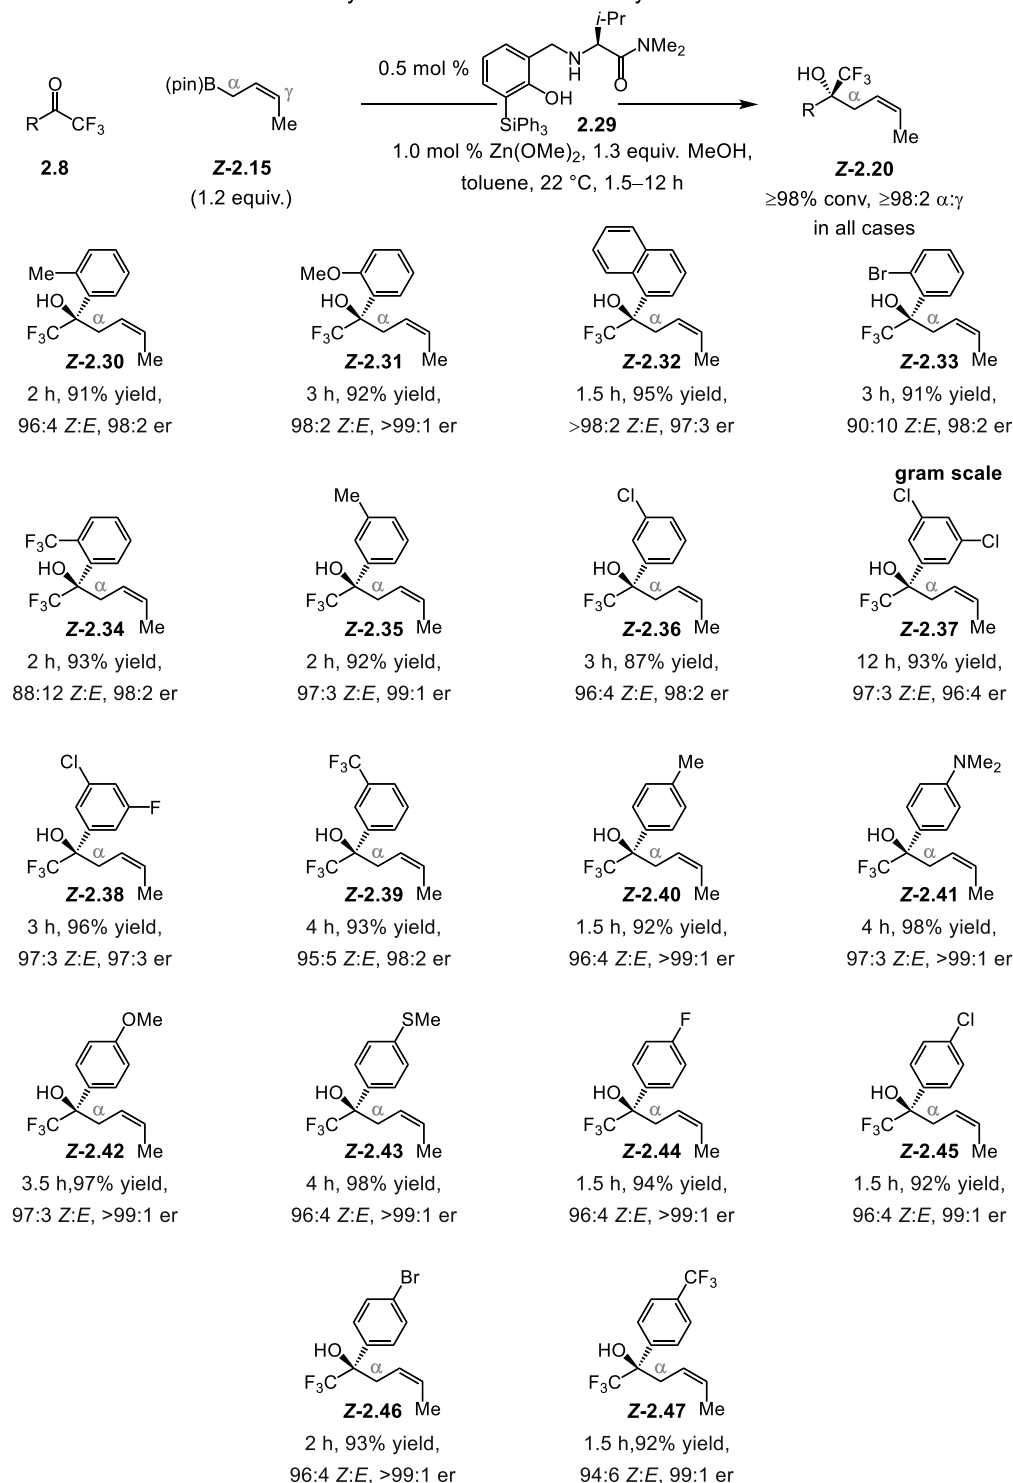 i-Pr
0.5 mol %
N
H
NMe2
O
OH
SiPh3
2.29
O
R
CF3
2.8
(pin)B
α
γ
Me
Z-2.15
(1.2 equiv.)
1.0 mol % Zn(OMe)2, 1.3 equiv. MeOH,
toluene, 22 °C, 1.5–12 h
HO
CF3
α
R
Me
Z-2.20
≥98% conv, ≥98:2 α:γ
in all cases
Me
HO
F3C
α
Z-2.30 Me
2 h, 91% yield,
96:4 Z:E, 98:2 er
MeO
HO
F3C
α
Z-2.31 Me
3 h, 92% yield,
98:2 Z:E, >99:1 er
HO
F3C
α
Z-2.32 Me
1.5 h, 95% yield,
>98:2 Z:E, 97:3 er
Br
HO
F3C
α
Z-2.33 Me
3 h, 91% yield,
90:10 Z:E, 98:2 er
F3C
HO
F3C
α
Z-2.34 Me
2 h, 93% yield,
88:12 Z:E, 98:2 er
Me
HO
F3C
α
Z-2.35 Me
2 h, 92% yield,
97:3 Z:E, 99:1 er
Cl
HO
F3C
α
Z-2.36 Me
3 h, 87% yield,
96:4 Z:E, 98:2 er
gram scale
Cl
Cl
HO
F3C
α
Z-2.37 Me
12 h, 93% yield,
97:3 Z:E, 96:4 er
Cl
F
HO
F3C
α
Z-2.38 Me
3 h, 96% yield,
97:3 Z:E, 97:3 er
F3C
HO
F3C
α
Z-2.39 Me
4 h, 93% yield,
95:5 Z:E, 98:2 er
Me
HO
F3C
α
Z-2.40 Me
1.5 h, 92% yield,
96:4 Z:E, >99:1 er
NMe2
HO
F3C
α
Z-2.41 Me
4 h, 98% yield,
97:3 Z:E, >99:1 er
OMe
HO
F3C
α
Z-2.42 Me
3.5 h,97% yield,
97:3 Z:E, >99:1 er
SMe
HO
F3C
α
Z-2.43 Me
4 h, 98% yield,
96:4 Z:E, >99:1 er
F
HO
F3C
α
Z-2.44 Me
1.5 h, 94% yield,
96:4 Z:E, >99:1 er
Cl
HO
F3C
α
Z-2.45 Me
1.5 h, 92% yield,
96:4 Z:E, 99:1 er
Br
HO
F3C
α
Z-2.46 Me
2 h, 93% yield,
96:4 Z:E, >99:1 er
CF3
HO
F3C
α
Z-2.47 Me
1.5 h,92% yield,
94:6 Z:E, 99:1 er